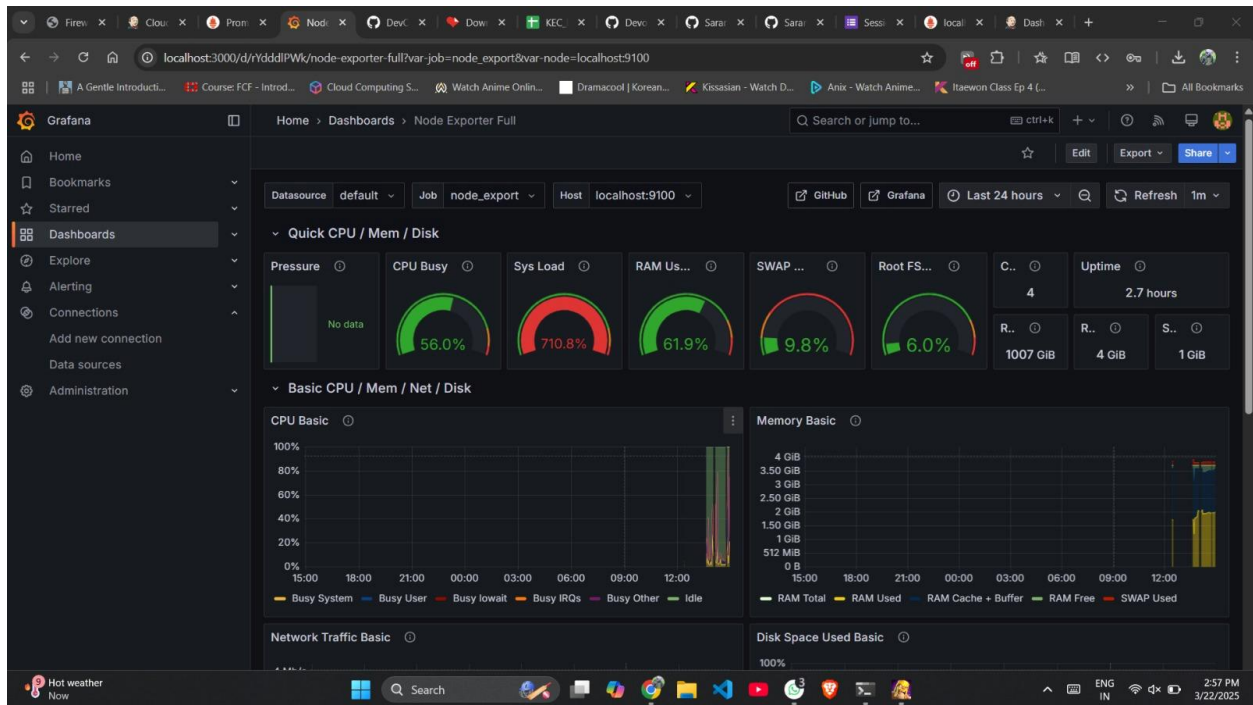 Firew
Clou
Prom
Node
DevC
Dow
KEC_
Devo
Sarar
Sarar
Sessi
locall
Dash
localhost:3000/d/rYdddlPWk/node-exporter-full?var-job=node_export&var-node=localhost:9100
off
A Gentle Introducti...
Course: FCF - Introd...
Cloud Computing S...
Watch Anime Onlin...
Dramacool | Korean...
Kissasian - Watch D...
Anix - Watch Anime...
Itaewon Class Ep 4 (...
All Bookmarks
Grafana
Home > Dashboards > Node Exporter Full
Search or jump to...
ctrl+k
Home
Bookmarks
Starred
Dashboards
Explore
Alerting
Connections
Add new connection
Data sources
Administration
Edit
Export
Share
Datasource default
Job node_export
Host localhost:9100
GitHub
Grafana
Last 24 hours
Refresh 1m
Quick CPU / Mem / Disk
Pressure
No data
CPU Busy
56.0%
Sys Load
710.8%
RAM Us...
61.9%
SWAP ...
9.8%
Root FS...
6.0%
C..
4
Uptime
2.7 hours
R..
1007 GiB
R..
4 GiB
S..
1 GiB
Basic CPU / Mem / Net / Disk
CPU Basic
100%
80%
60%
40%
20%
0%
15:00 18:00 21:00 00:00 03:00 06:00 09:00 12:00
Busy System Busy User Busy Iowait Busy IRQs Busy Other Idle
Memory Basic
4 GiB
3.50 GiB
3 GiB
2.50 GiB
2 GiB
1.50 GiB
1 GiB
512 MiB
0 B
15:00 18:00 21:00 00:00 03:00 06:00 09:00 12:00
RAM Total RAM Used RAM Cache + Buffer RAM Free SWAP Used
Network Traffic Basic
Disk Space Used Basic
100%
9
Hot weather
Now
Search
3
ENG
IN
2:57 PM
3/22/2025